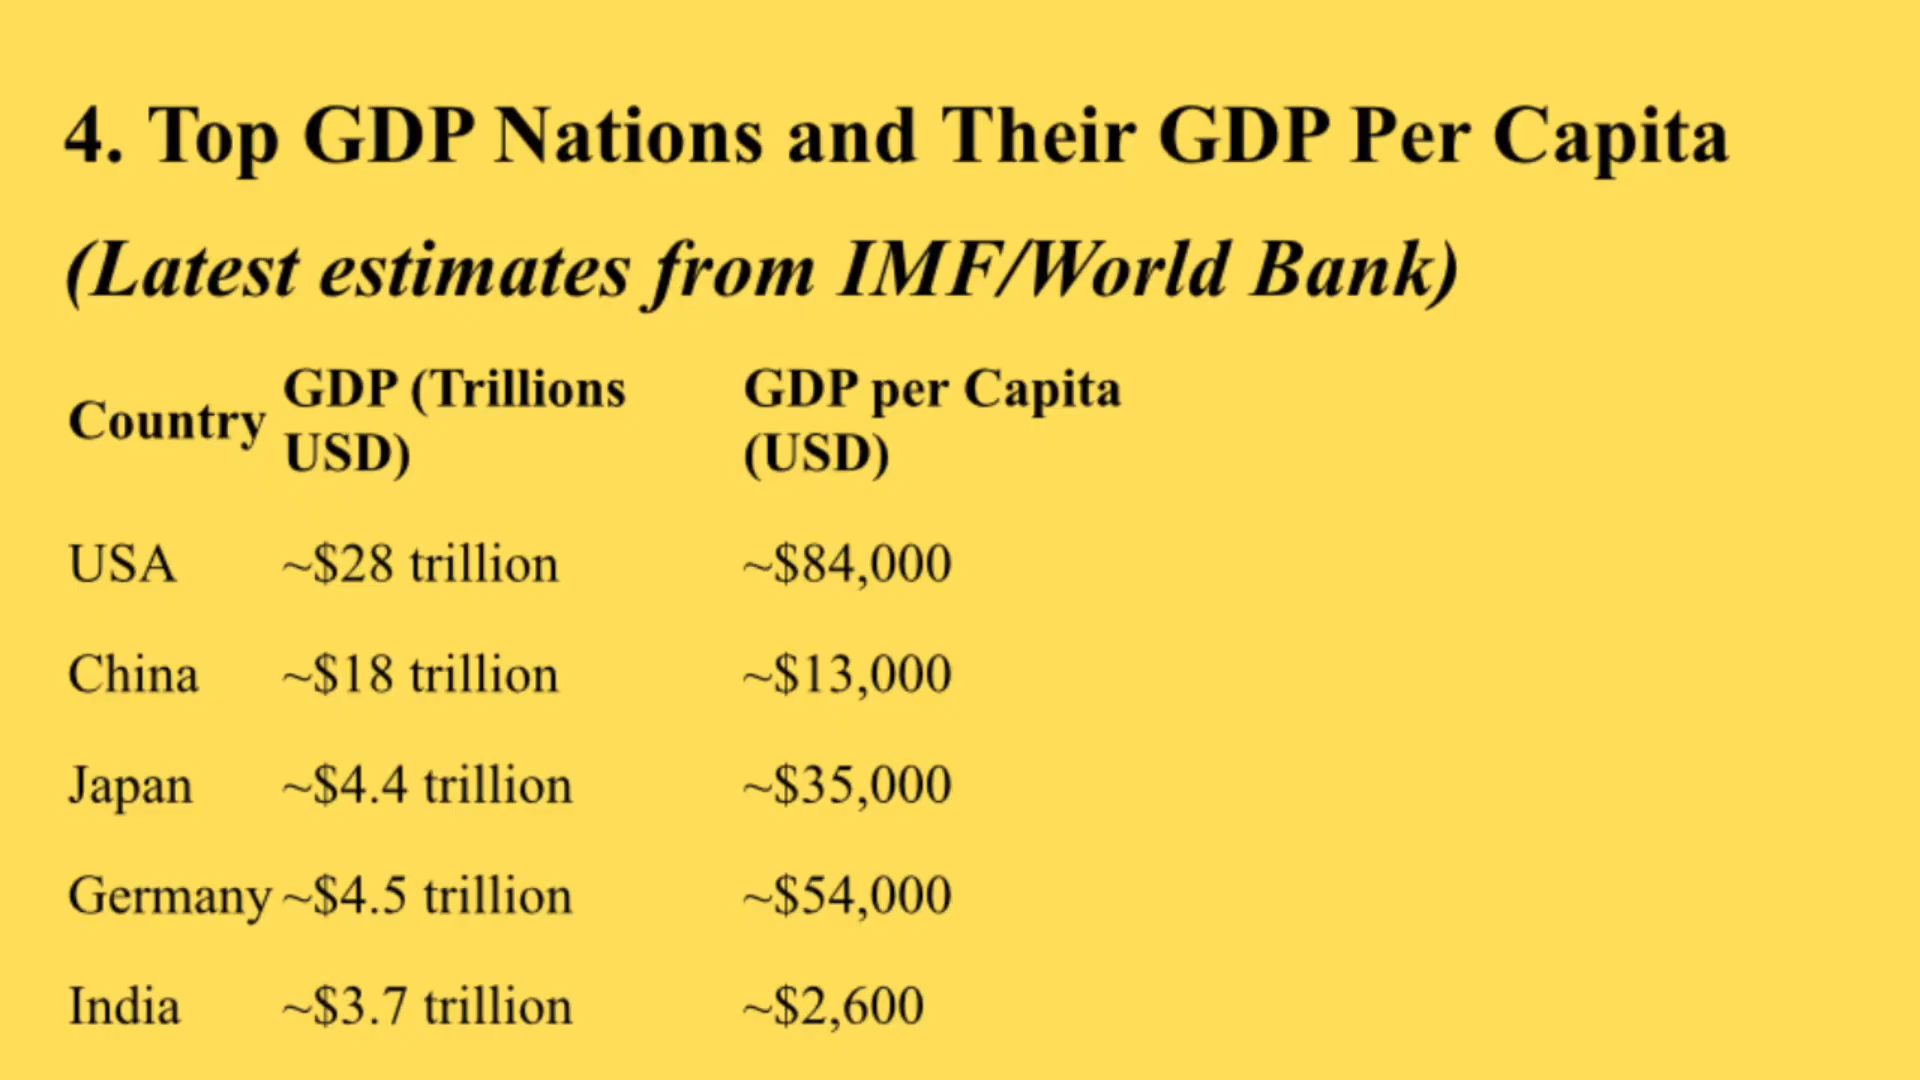 4. Top GDP Nations and Their GDP Per Capita
(Latest estimates from IMF/World Bank)
Country GDP (Trillions USD) GDP per Capita (USD)
USA ~$28 trillion ~$84,000
China ~$18 trillion ~$13,000
Japan ~$4.4 trillion ~$35,000
Germany ~$4.5 trillion ~$54,000
India ~$3.7 trillion ~$2,600